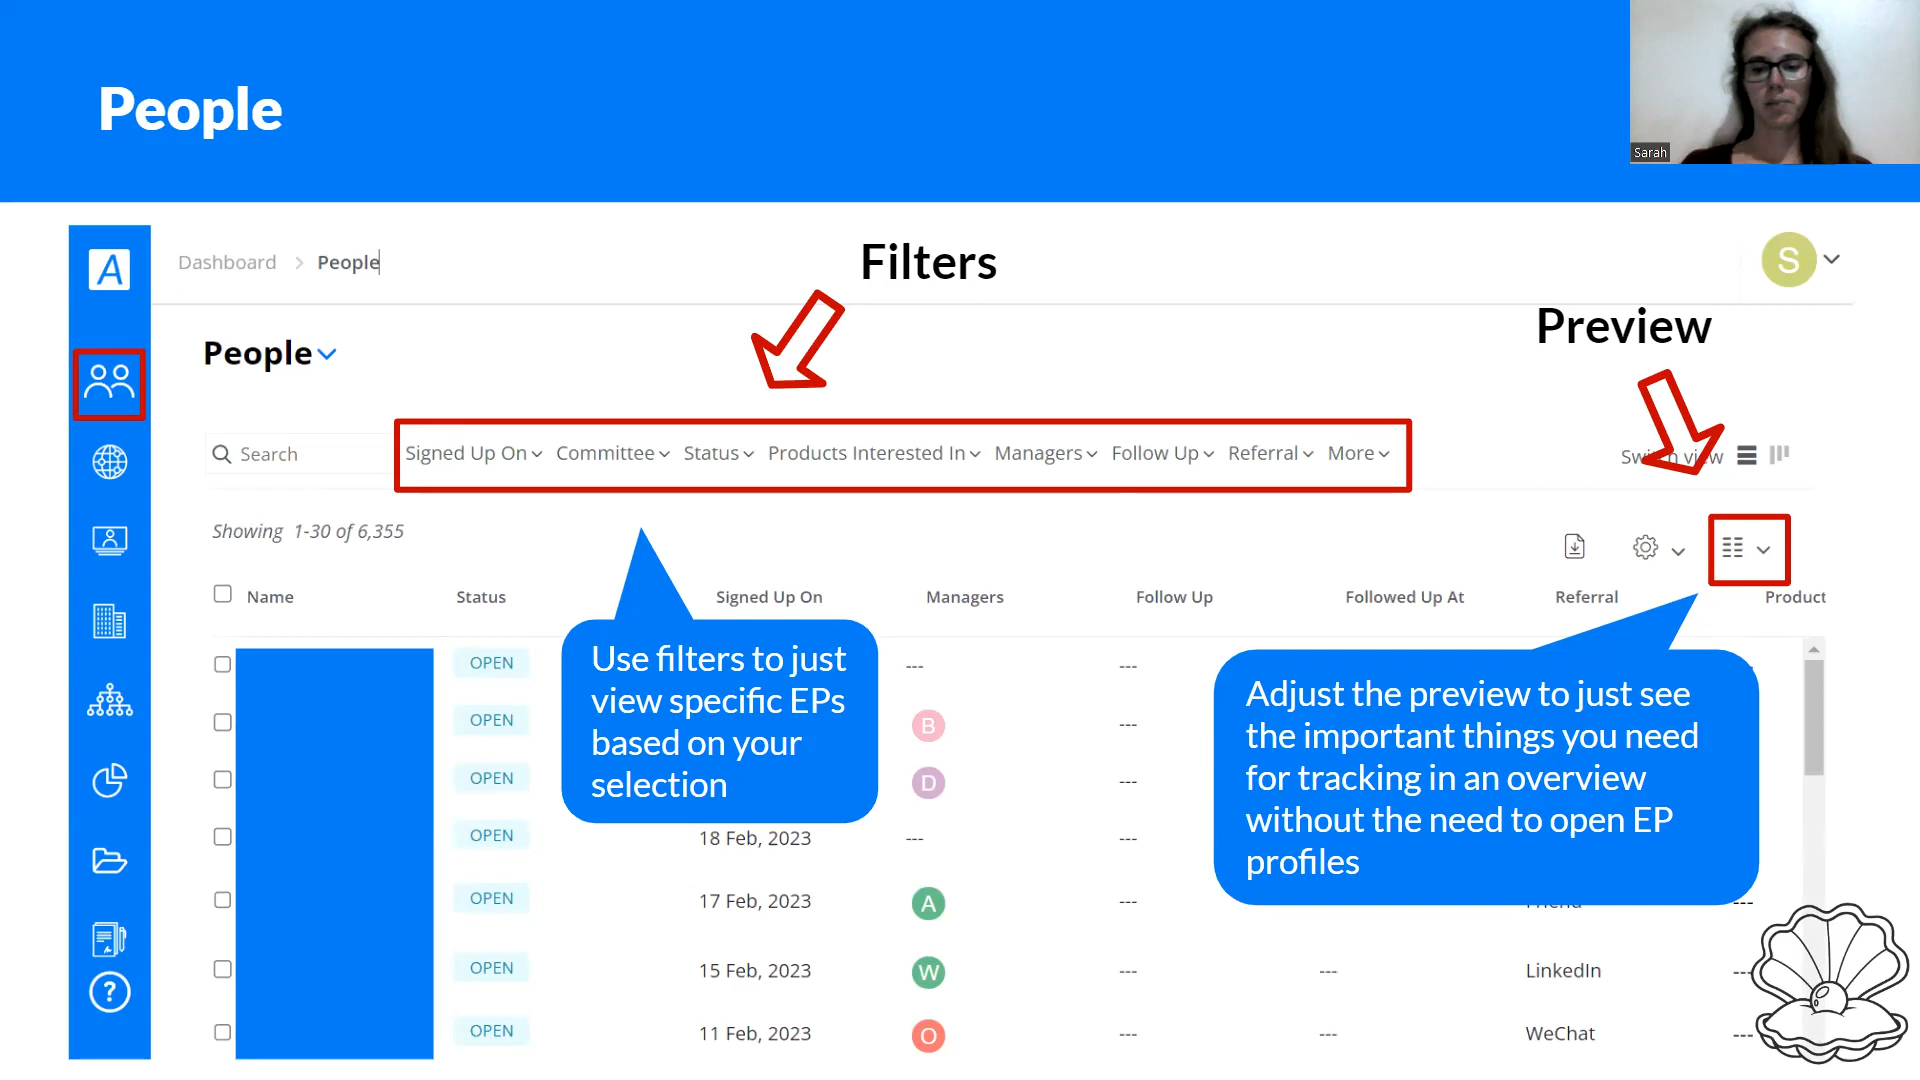 People
Sarah
A
Dashboard > People
Filters
S
Preview
People
Search
Signed Up On Committee Status Products Interested In Managers Follow Up Referral More
Switch view
Showing 1-30 of 6,355
Name Status Signed Up On Managers Follow Up Followed Up At Referral Product
OPEN --- ---
OPEN B ---
OPEN D ---
OPEN 18 Feb, 2023 --- ---
OPEN 17 Feb, 2023 A --- ---
OPEN 15 Feb, 2023 W --- --- LinkedIn ---
OPEN 11 Feb, 2023 O --- --- WeChat ---
Use filters to just
view specific EPs
based on your
selection
Adjust the preview to just see
the important things you need
for tracking in an overview
without the need to open EP
profiles
?